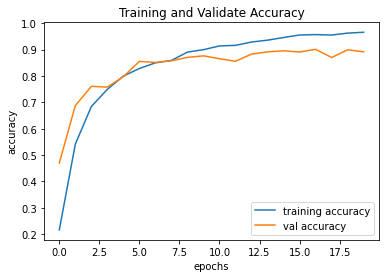 Training and Validate Accuracy
1.0
0.9
0.8
0.7
0.6
0.5
0.4
0.3
0.2
accuracy
training accuracy
val accuracy
0.0 2.5 5.0 7.5 10.0 12.5 15.0 17.5
epochs